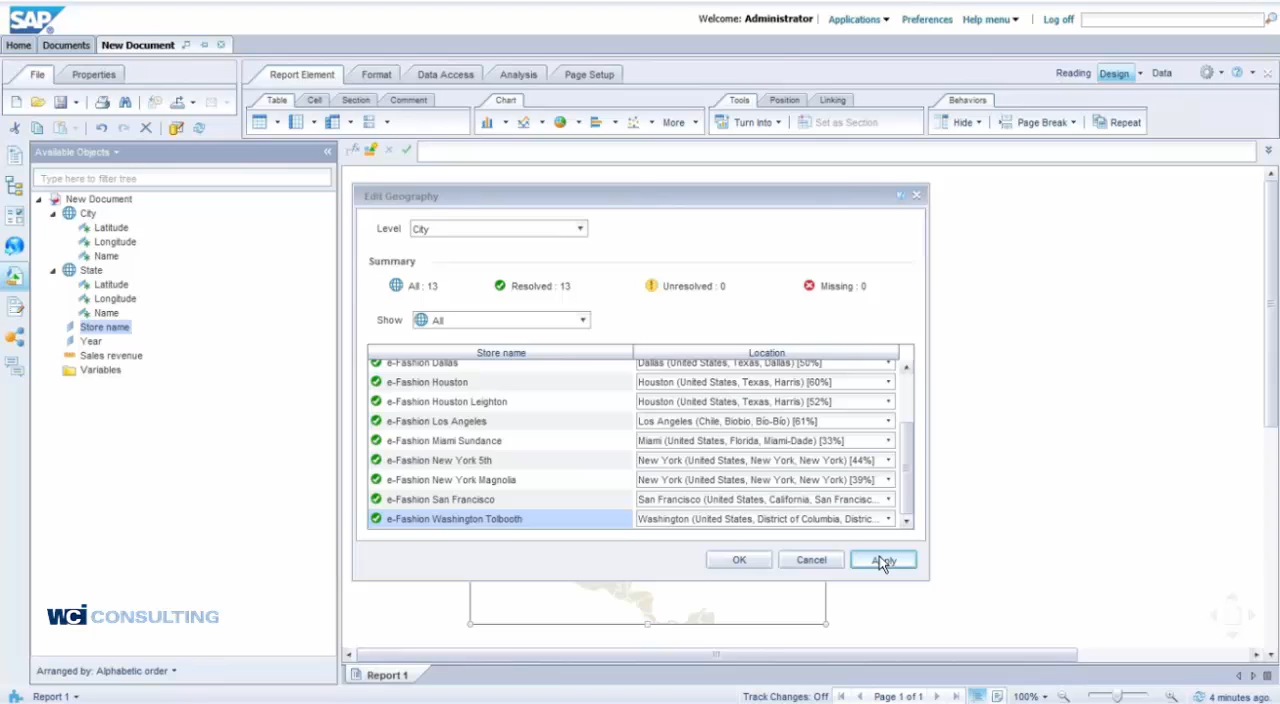 SAP
Welcome: Administrator | Applications Preferences Help menu | Log off
Home Documents New Document
File Properties Report Element Format Data Access Analysis Page Setup Reading Design Data
Table Cell Section Comment Chart Tools Position Linking Behaviors
More Turn Into Set as Section Hide Page Break Repeat
Available Objects
Type here to filter tree
New Document
City
Latitude
Longitude
Name
State
Latitude
Longitude
Name
Store name
Year
Sales revenue
Variables
WCI CONSULTING
Arranged by: Alphabetic order
Edit Geography
Level City
Summary
All : 13 Resolved : 13 Unresolved : 0 Missing : 0
Show All
Store name Location
e-Fashion Dallas Dallas (United States, Texas, Dallas) [50%]
e-Fashion Houston Houston (United States, Texas, Harris) [60%]
e-Fashion Houston Leighton Houston (United States, Texas, Harris) [52%]
e-Fashion Los Angeles Los Angeles (Chile, Biobio, Bío-Bío) [61%]
e-Fashion Miami Sundance Miami (United States, Florida, Miami-Dade) [33%]
e-Fashion New York 5th New York (United States, New York, New York) [44%]
e-Fashion New York Magnolia New York (United States, New York, New York) [39%]
e-Fashion San Francisco San Francisco (United States, California, San Francisc...
e-Fashion Washington Tolbooth Washington (United States, District of Columbia, Distric...
OK Cancel Apply
Report 1
Report 1 Track Changes: Off Page 1 of 1 100% 4 minutes ago